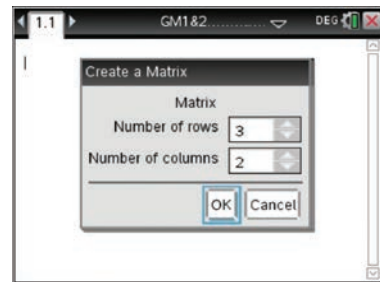 1.1 GM1&2............. DEG
Create a Matrix
Matrix
Number of rows 3
Number of columns 2
OK Cancel